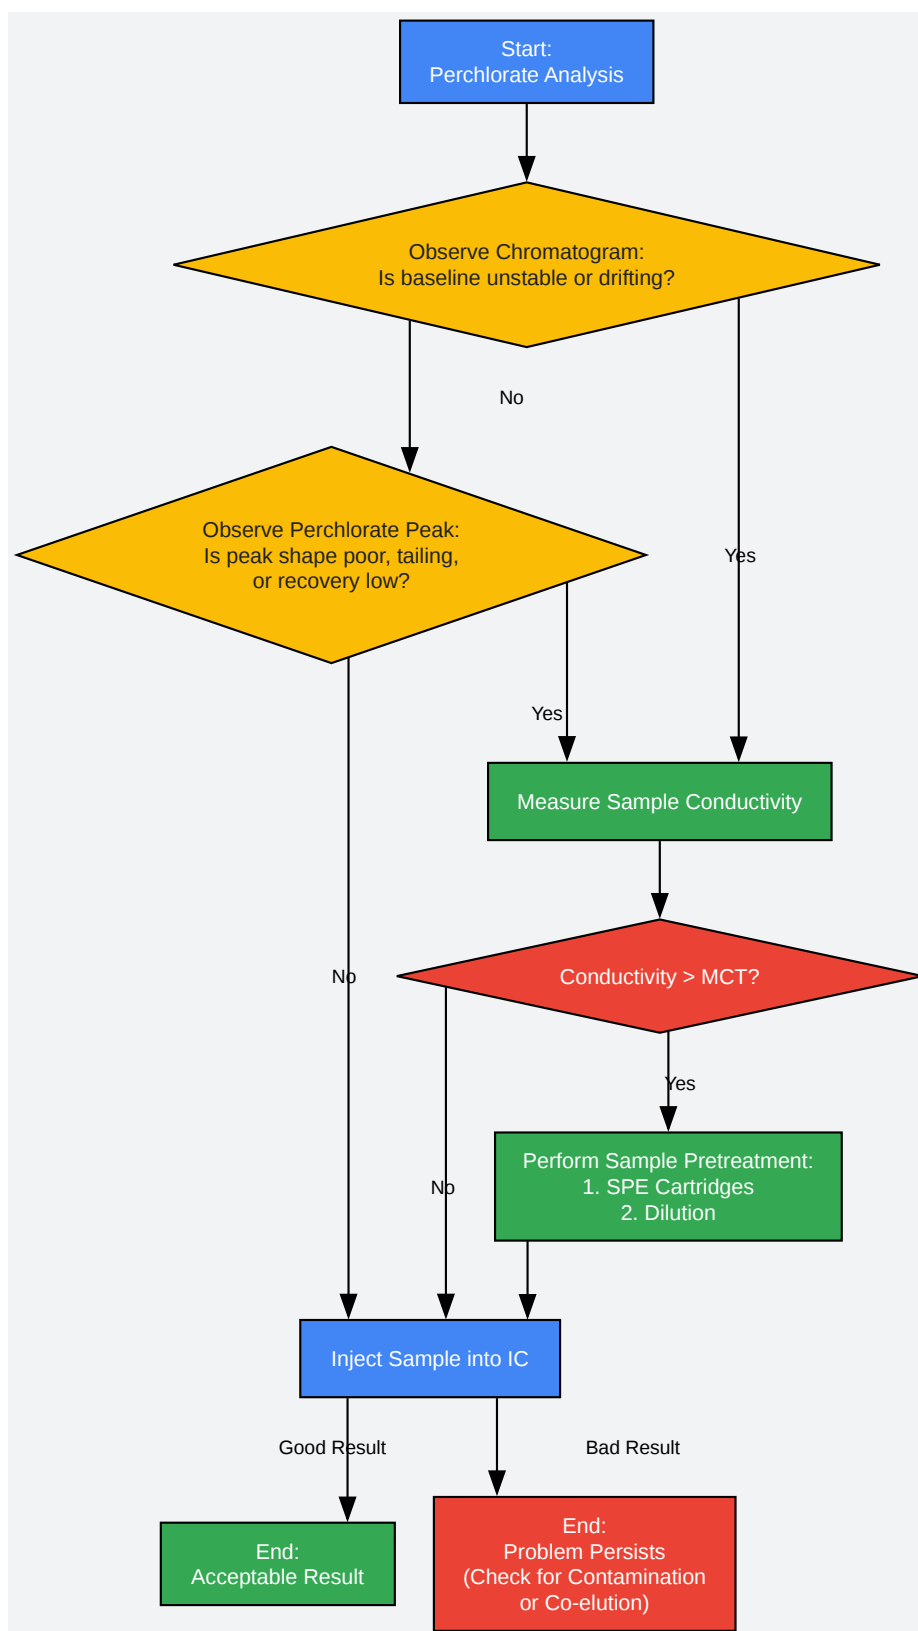 Start:
Perchlorate Analysis
Observe Chromatogram:
Is baseline unstable or drifting?
No
Observe Perchlorate Peak:
Is peak shape poor, tailing,
or recovery low?
Yes
Yes
Measure Sample Conductivity
No
Conductivity > MCT?
Yes
Perform Sample Pretreatment:
1. SPE Cartridges
2. Dilution
No
Inject Sample into IC
Good Result
Bad Result
End:
Acceptable Result
End:
Problem Persists
(Check for Contamination
or Co-elution)